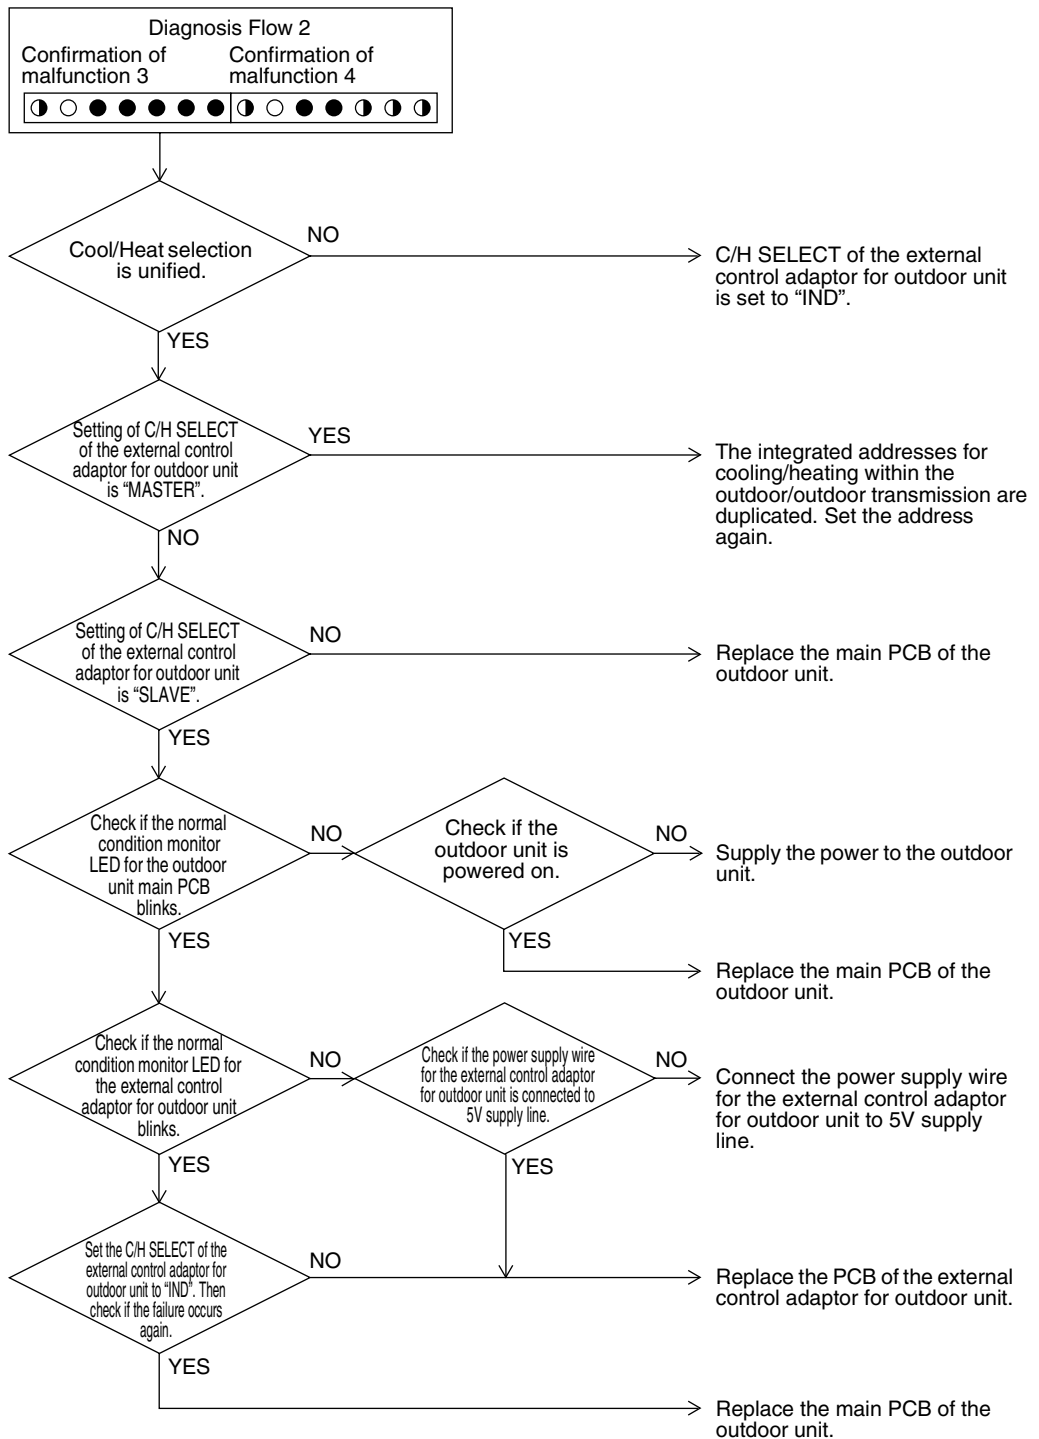 Diagnosis Flow 2
Confirmation of
malfunction 3
Confirmation of
malfunction 4
Cool/Heat selection
is unified.
NO
C/H SELECT of the external
control adaptor for outdoor unit
is set to “IND”.
YES
Setting of C/H SELECT
of the external control
adaptor for outdoor unit
is “MASTER”.
YES
The integrated addresses for
cooling/heating within the
outdoor/outdoor transmission are
duplicated. Set the address
again.
NO
Setting of C/H SELECT
of the external control
adaptor for outdoor unit
is “SLAVE”.
NO
Replace the main PCB of the
outdoor unit.
YES
Check if the normal
condition monitor
LED for the outdoor
unit main PCB
blinks.
NO
Check if the
outdoor unit is
powered on.
NO
Supply the power to the outdoor
unit.
YES
YES
Replace the main PCB of the
outdoor unit.
Check if the normal
condition monitor LED for
the external control
adaptor for outdoor unit
blinks.
NO
Check if the power supply wire
for the external control adaptor
for outdoor unit is connected to
5V supply line.
NO
Connect the power supply wire
for the external control adaptor
for outdoor unit to 5V supply
line.
YES
YES
Set the C/H SELECT of the
external control adaptor for
outdoor unit to “IND”. Then
check if the failure occurs
again.
NO
Replace the PCB of the external
control adaptor for outdoor unit.
YES
Replace the main PCB of the
outdoor unit.